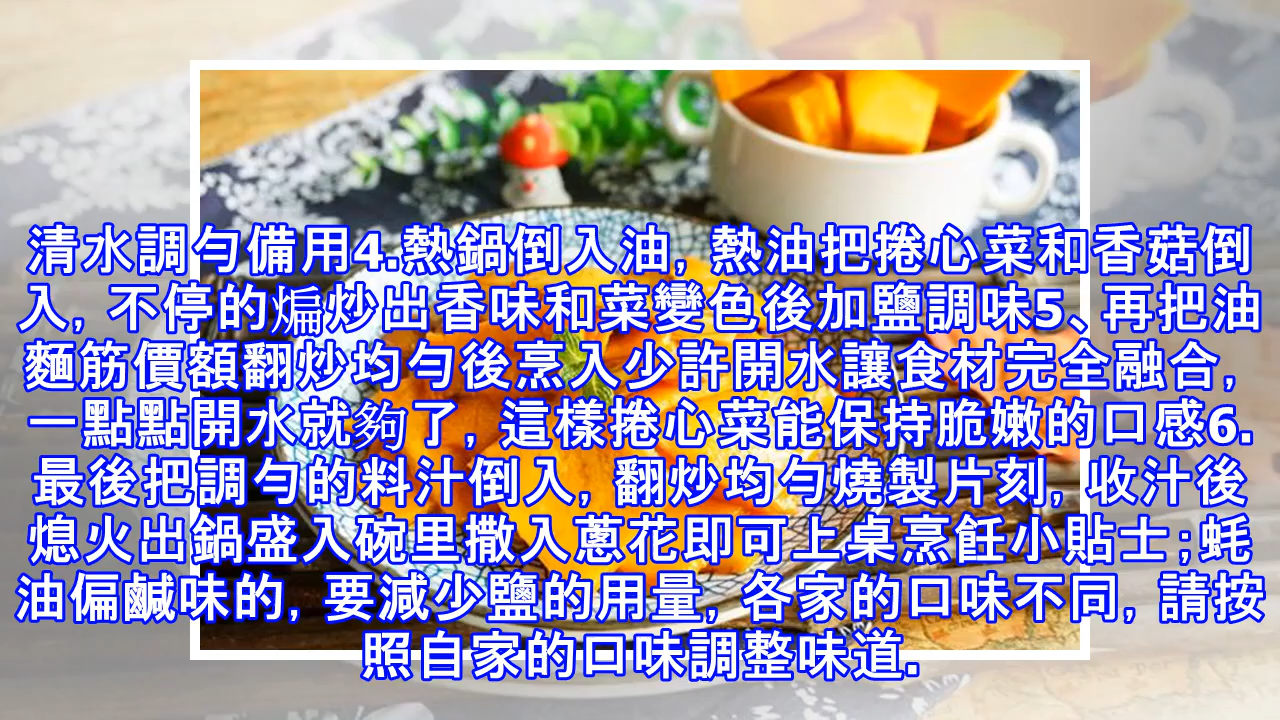 清水調勻備用4.熱鍋倒入油, 熱油把捲心菜和香菇倒
入, 不停的煸炒出香味和菜變色後加鹽調味5、再把油
麵筋價額翻炒均勻後烹入少許開水讓食材完全融合,
一點點開水就夠了, 這樣捲心菜能保持脆嫩的口感6.
最後把調勻的料汁倒入, 翻炒均勻燒製片刻, 收汁後
熄火出鍋盛入碗里撒入蔥花即可上桌烹飪小貼士;蚝
油偏鹹味的, 要減少鹽的用量, 各家的口味不同, 請按
照自家的口味調整味道.